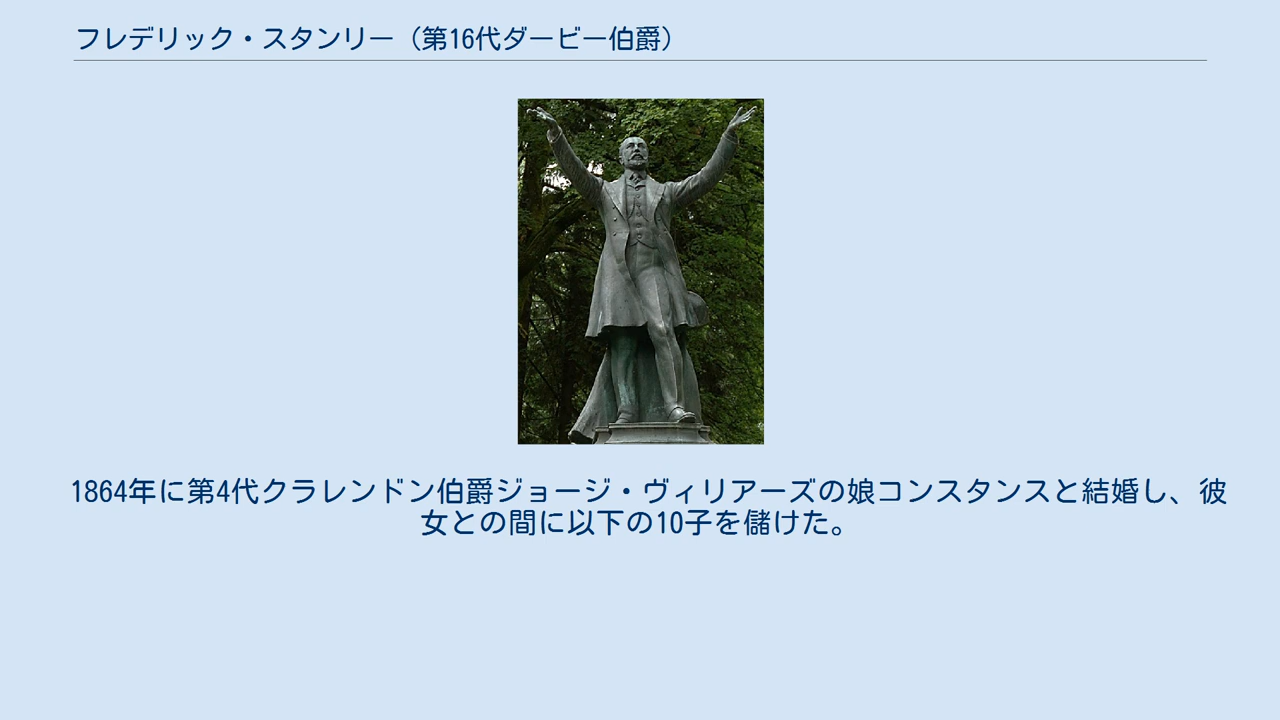 フレデリック・スタンリー（第16代ダービー伯爵）
1864年に第4代クラレンドン伯爵ジョージ・ヴィリアーズの娘コンスタンスと結婚し、彼
女との間に以下の10子を儲けた。